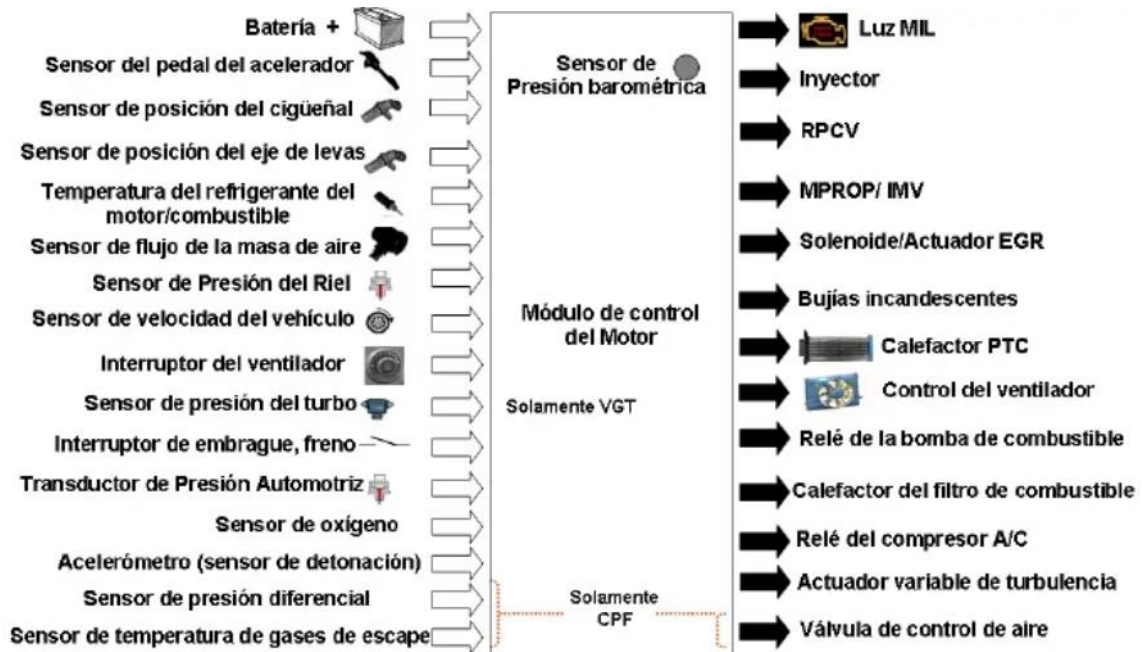 Batería +
Sensor del pedal del acelerador
Sensor de posición del cigüeñal
Sensor de posición del eje de levas
Temperatura del refrigerante del
motor/combustible
Sensor de flujo de la masa de aire
Sensor de Presión del Riel
Sensor de velocidad del vehículo
Interruptor del ventilador
Sensor de presión del turbo
Interruptor de embrague, freno
Transductor de Presión Automotriz
Sensor de oxígeno
Acelerómetro (sensor de detonación)
Sensor de presión diferencial
Sensor de temperatura de gases de escape
Sensor de
Presión barométrica
Módulo de control
del Motor
Solamente VGT
Solamente
CPF
Luz MIL
Inyector
RPCV
MPROP/ IMV
Solenoide/Actuador EGR
Bujías incandescentes
Calefactor PTC
Control del ventilador
Relé de la bomba de combustible
Calefactor del filtro de combustible
Relé del compresor A/C
Actuador variable de turbulencia
Válvula de control de aire